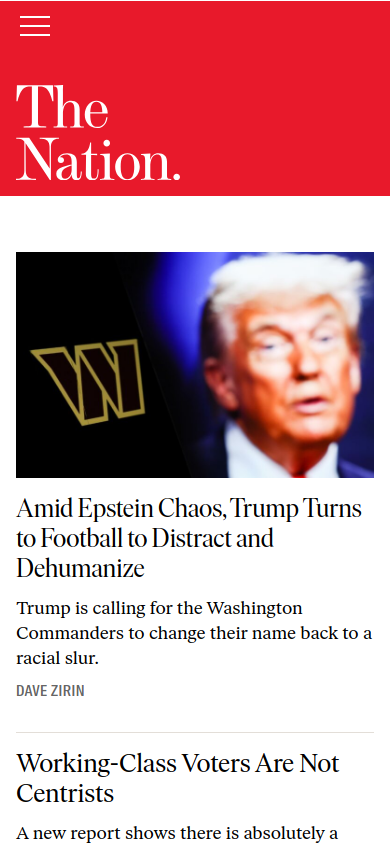 The
Nation.
W
Amid Epstein Chaos, Trump Turns
to Football to Distract and
Dehumanize
Trump is calling for the Washington
Commanders to change their name back to a
racial slur.
DAVE ZIRIN
Working-Class Voters Are Not
Centrists
A new report shows there is absolutely a